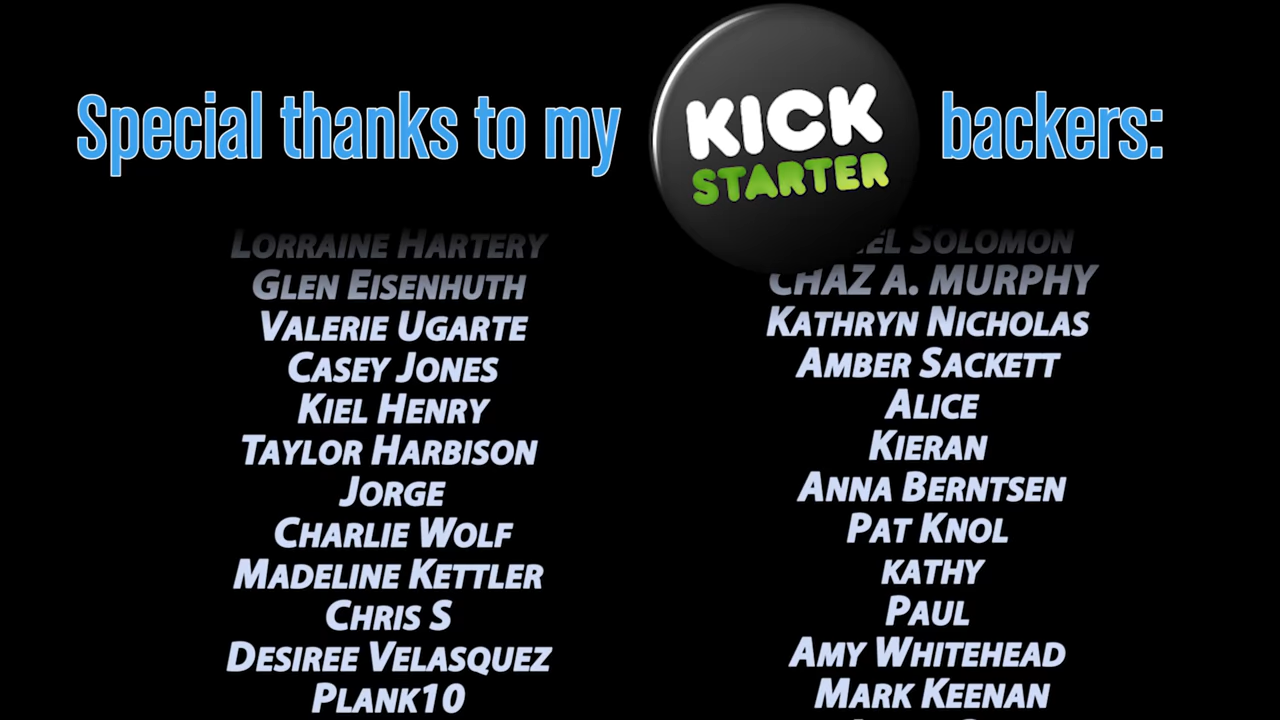 Special thanks to my KICK STARTER backers:
LORRAINE HARTERY
GLEN EISENHUTH
VALERIE UGARTE
CASEY JONES
KIEL HENRY
TAYLOR HARBISON
JORGE
CHARLIE WOLF
MADELINE KETTLER
CHRIS S
DESIREE VELASQUEZ
PLANK10
SOLOMON
CHAZ A. MURPHY
KATHRYN NICHOLAS
AMBER SACKETT
ALICE
KIERAN
ANNA BERNTSEN
PAT KNOL
KATHY
PAUL
AMY WHITEHEAD
MARK KEENAN